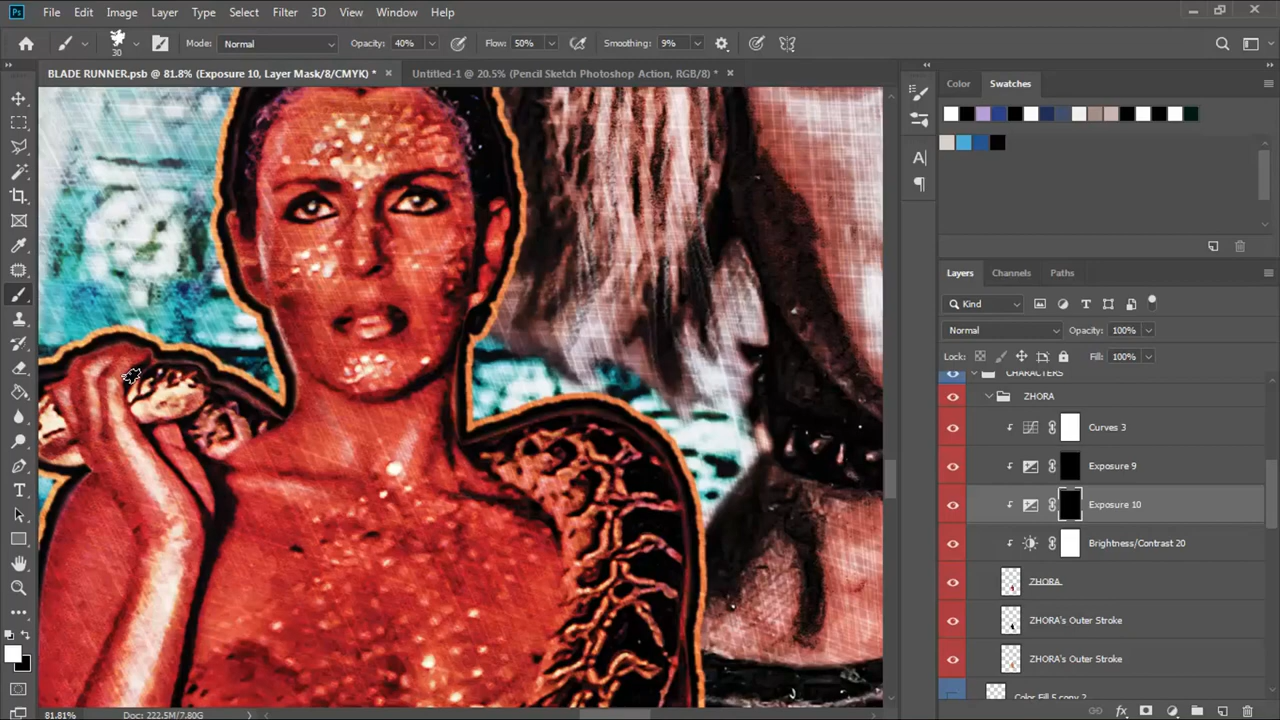 Ps File Edit Image Layer Type Select Filter 3D View Window Help
30 Mode: Normal Opacity: 40% Flow: 50% Smoothing: 9%
BLADE RUNNER.psb @ 81.8% (Exposure 10, Layer Mask/8/CMYK) * × Untitled-1 @ 20.5% (Pencil Sketch Photoshop Action, RGB/8) * ×
Color Swatches
Layers Channels Paths
Kind
Normal Opacity: 100%
Lock: Fill: 100%
CHARACTERS
ZHORA
Curves 3
Exposure 9
Exposure 10
Brightness/Contrast 20
ZHORA
ZHORA's Outer Stroke
ZHORA's Outer Stroke
Color Fill 5 copy 2
81.81% Doc: 222.5M/7.80G